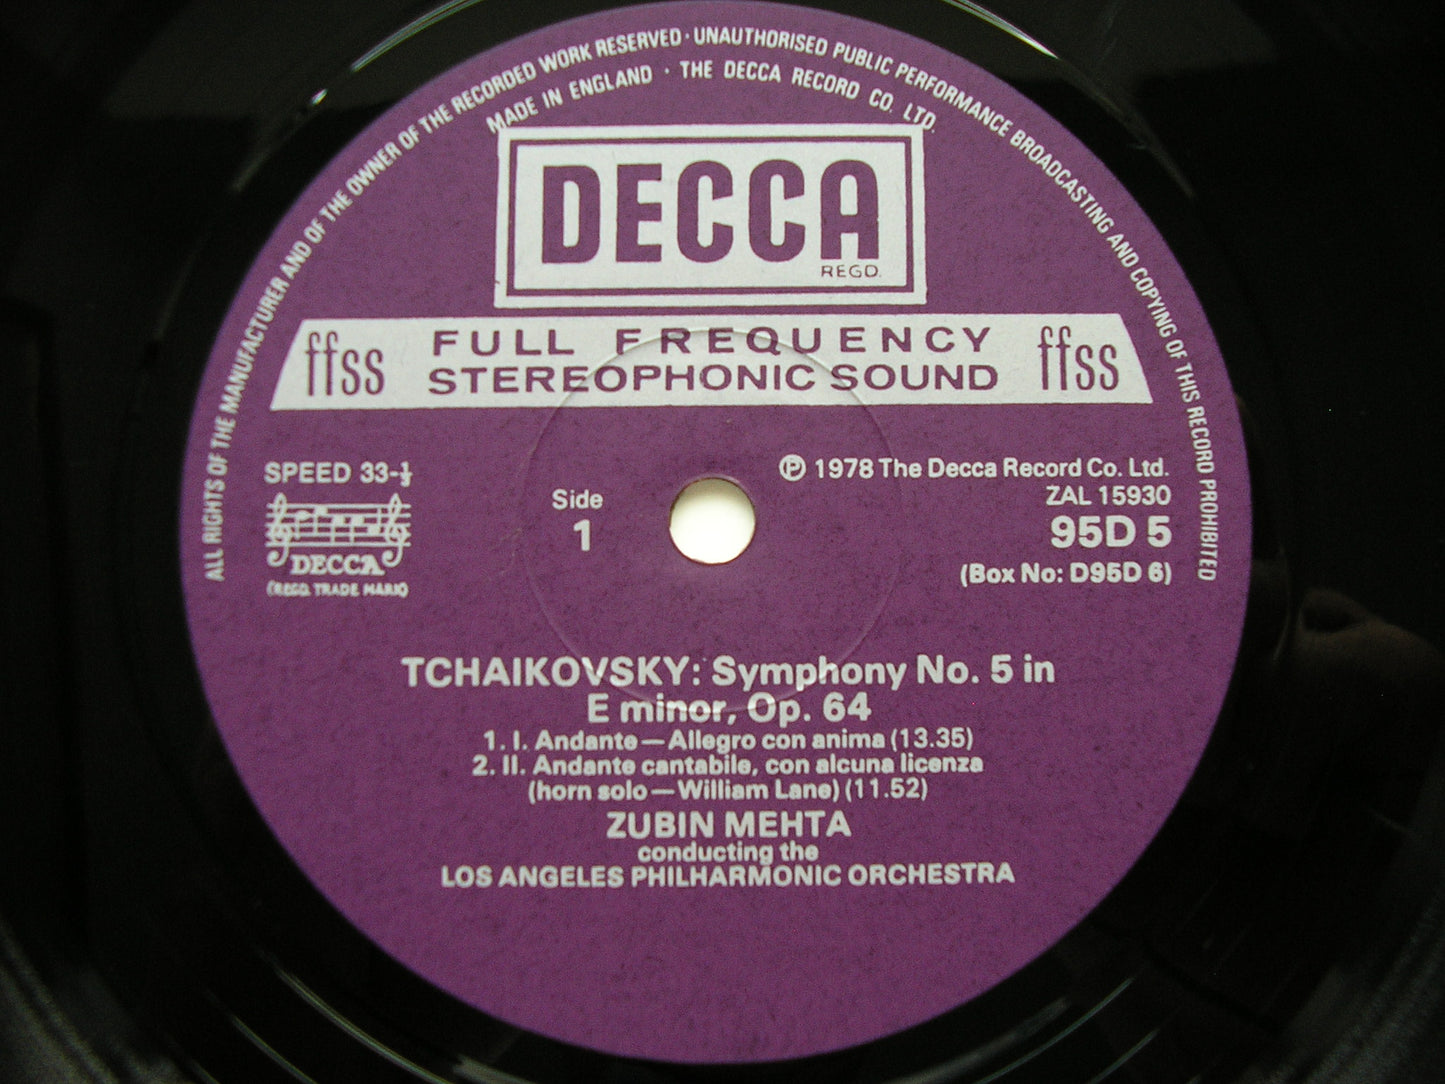 ALL RIGHTS OF THE MANUFACTURER AND OF THE OWNER OF THE RECORDED WORK RESERVED · UNAUTHORISED PUBLIC PERFORMANCE BROADCASTING AND COPYING OF THIS RECORD PROHIBITED
MADE IN ENGLAND · THE DECCA RECORD CO. LTD.
DECCA
REGD.
ffss FULL FREQUENCY ffss
STEREOPHONIC SOUND
SPEED 33-⅓
DECCA
(REGD. TRADE MARK)
Side
1
℗ 1978 The Decca Record Co. Ltd.
ZAL 15930
95D 5
(Box No: D95D 6)
TCHAIKOVSKY: Symphony No. 5 in
E minor, Op. 64
1. I. Andante — Allegro con anima (13.35)
2. II. Andante cantabile, con alcuna licenza
(horn solo — William Lane) (11.52)
ZUBIN MEHTA
conducting the
LOS ANGELES PHILHARMONIC ORCHESTRA